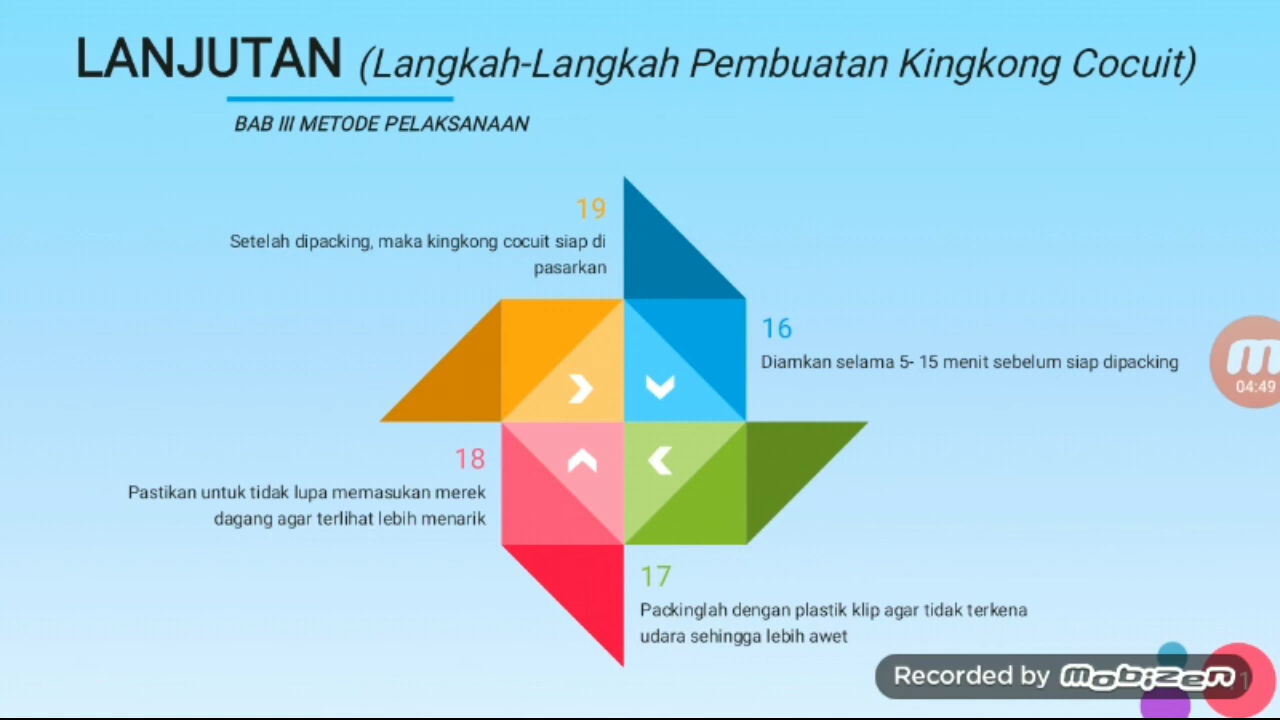 LANJUTAN (Langkah-Langkah Pembuatan Kingkong Cocuit)
BAB III METODE PELAKSANAAN
19
Setelah dipacking, maka kingkong cocuit siap di
pasarkan
16
Diamkan selama 5- 15 menit sebelum siap dipacking
04:49
18
Pastikan untuk tidak lupa memasukan merek
dagang agar terlihat lebih menarik
17
Packinglah dengan plastik klip agar tidak terkena
udara sehingga lebih awet
Recorded by mobizen